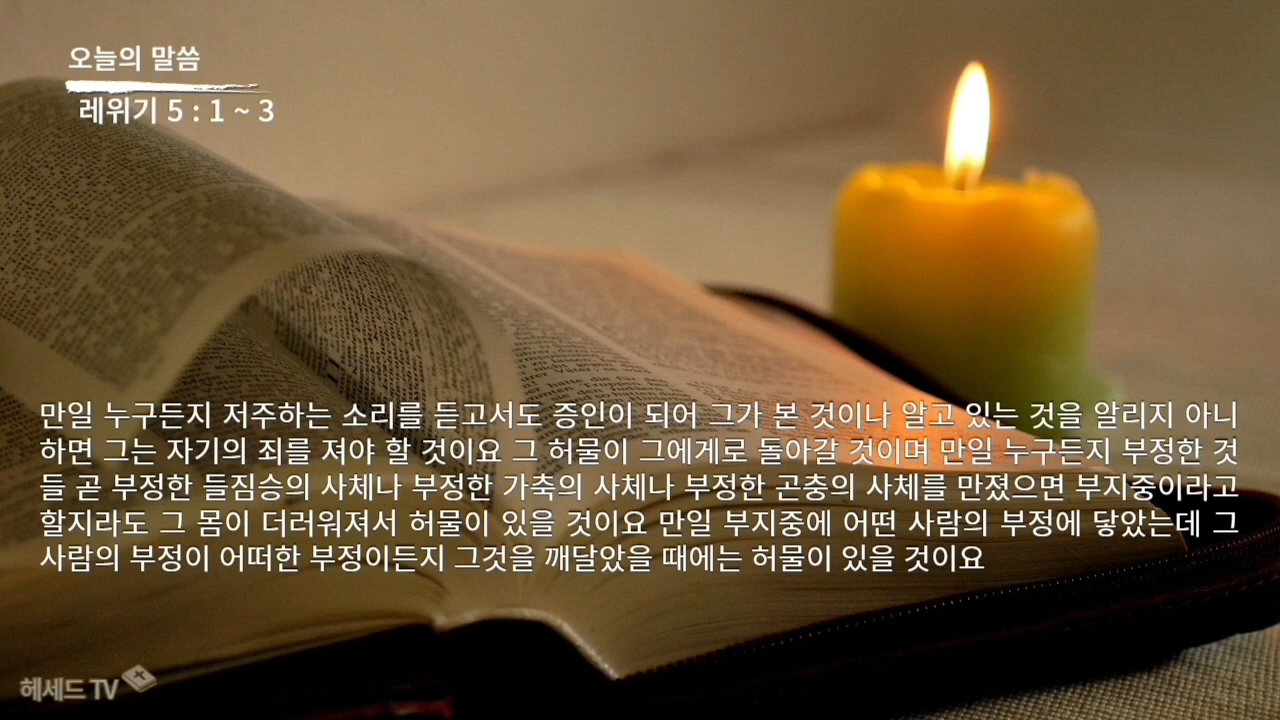 오늘의 말씀
레위기 5 : 1 ~ 3
만일 누구든지 저주하는 소리를 듣고서도 증인이 되어 그가 본 것이나 알고 있는 것을 알리지 아니
하면 그는 자기의 죄를 져야 할 것이요 그 허물이 그에게로 돌아갈 것이며 만일 누구든지 부정한 것
들 곧 부정한 들짐승의 사체나 부정한 가축의 사체나 부정한 곤충의 사체를 만졌으면 부지중이라고
할지라도 그 몸이 더러워져서 허물이 있을 것이요 만일 부지중에 어떤 사람의 부정에 닿았는데 그
사람의 부정이 어떠한 부정이든지 그것을 깨달았을 때에는 허물이 있을 것이요
헤세드 TV